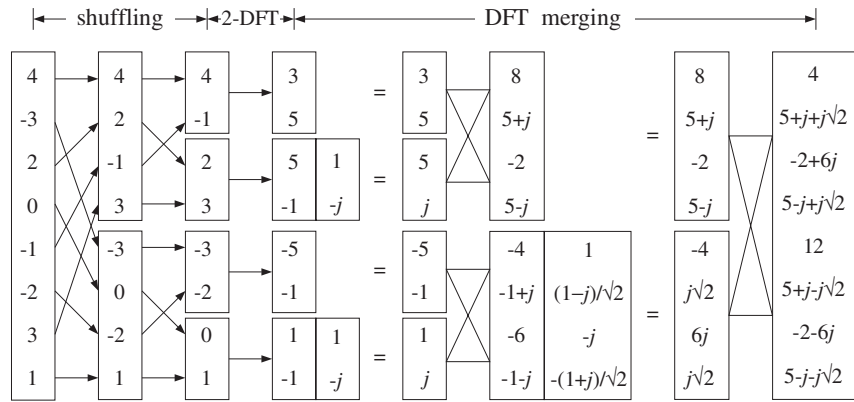 shuffling 2-DFT DFT merging
4 4 4 3 = 3 8 8 4
-3 2 -1 5 5 5+j = 5+j 5+j+j√2
2 -1 2 5 1 = 5 -2 -2 -2+6j
0 3 3 -1 -j j 5-j 5-j 5-j+j√2
-1 -3 -3 -5 = -5 -4 1 -4 12
-2 0 -2 -1 -1 -1+j (1−j)/√2 = j√2 5+j-j√2
3 -2 0 1 1 = 1 -6 -j 6j -2-6j
1 1 1 -1 -j j -1-j -(1+j)/√2 j√2 5-j-j√2